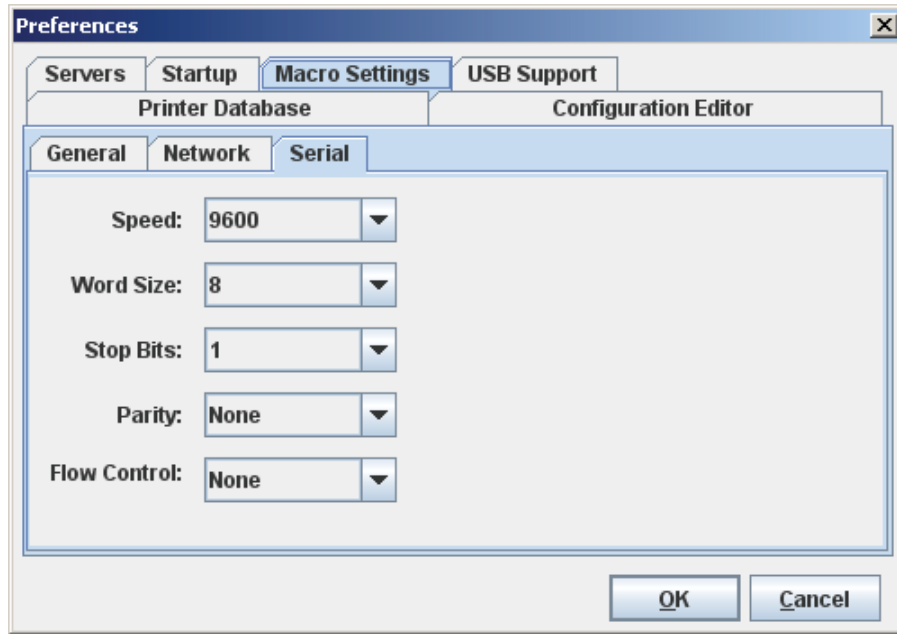 Preferences
Servers Startup Macro Settings USB Support
Printer Database Configuration Editor
General Network Serial
Speed: 9600
Word Size: 8
Stop Bits: 1
Parity: None
Flow Control: None
OK Cancel